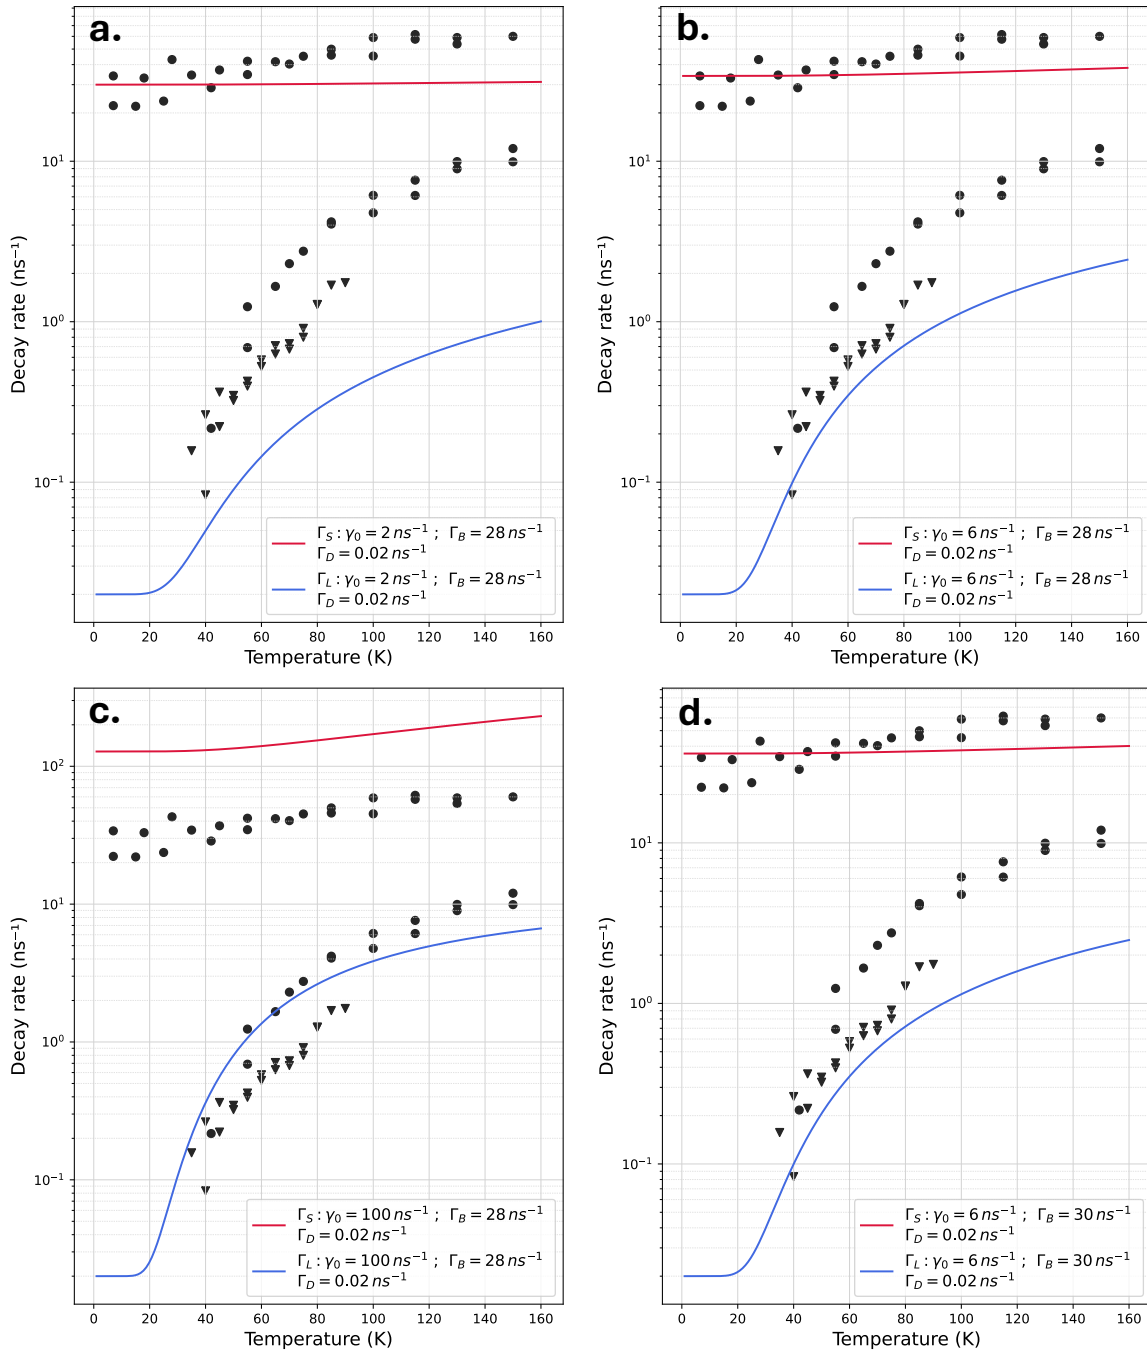 a.
Decay rate (ns⁻¹)
10¹
10⁰
10⁻¹
Γ_S : γ₀ = 2 ns⁻¹ ; Γ_B = 28 ns⁻¹
Γ_D = 0.02 ns⁻¹
Γ_L : γ₀ = 2 ns⁻¹ ; Γ_B = 28 ns⁻¹
Γ_D = 0.02 ns⁻¹
0 20 40 60 80 100 120 140 160
Temperature (K)
b.
Decay rate (ns⁻¹)
10¹
10⁰
10⁻¹
Γ_S : γ₀ = 6 ns⁻¹ ; Γ_B = 28 ns⁻¹
Γ_D = 0.02 ns⁻¹
Γ_L : γ₀ = 6 ns⁻¹ ; Γ_B = 28 ns⁻¹
Γ_D = 0.02 ns⁻¹
0 20 40 60 80 100 120 140 160
Temperature (K)
c.
Decay rate (ns⁻¹)
10²
10¹
10⁰
10⁻¹
Γ_S : γ₀ = 100 ns⁻¹ ; Γ_B = 28 ns⁻¹
Γ_D = 0.02 ns⁻¹
Γ_L : γ₀ = 100 ns⁻¹ ; Γ_B = 28 ns⁻¹
Γ_D = 0.02 ns⁻¹
0 20 40 60 80 100 120 140 160
Temperature (K)
d.
Decay rate (ns⁻¹)
10¹
10⁰
10⁻¹
Γ_S : γ₀ = 6 ns⁻¹ ; Γ_B = 30 ns⁻¹
Γ_D = 0.02 ns⁻¹
Γ_L : γ₀ = 6 ns⁻¹ ; Γ_B = 30 ns⁻¹
Γ_D = 0.02 ns⁻¹
0 20 40 60 80 100 120 140 160
Temperature (K)